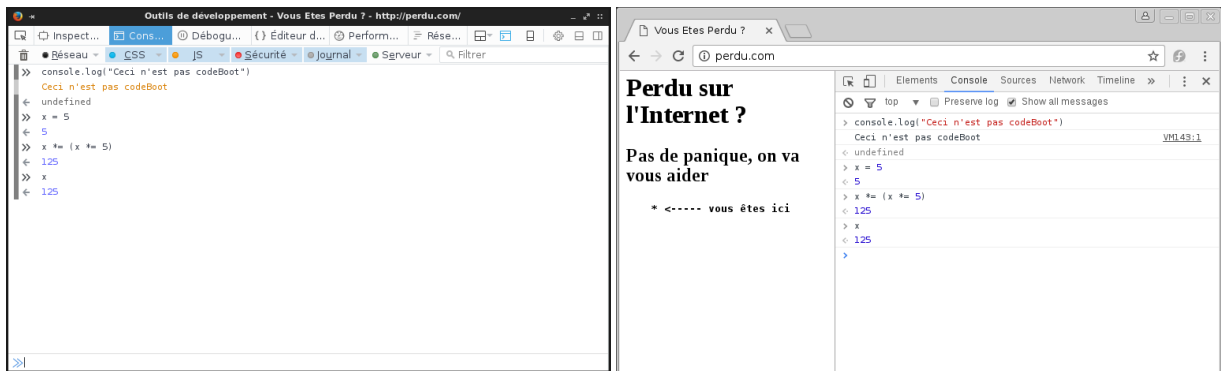 Outils de développement - Vous Etes Perdu ? - http://perdu.com/
Inspect... Cons... Débogu... {} Éditeur d... Perform... Rése...
Réseau CSS JS Sécurité Journal Serveur Filtrer
» console.log("Ceci n'est pas codeBoot")
Ceci n'est pas codeBoot
← undefined
» x = 5
← 5
» x *= (x *= 5)
← 125
» x
← 125
»
Vous Etes Perdu ? ×
perdu.com
Perdu sur
l'Internet ?
Pas de panique, on va
vous aider
* <----- vous êtes ici
Elements Console Sources Network Timeline »
top Preserve log Show all messages
> console.log("Ceci n'est pas codeBoot")
Ceci n'est pas codeBoot VM143:1
< undefined
> x = 5
< 5
> x *= (x *= 5)
< 125
> x
< 125
>